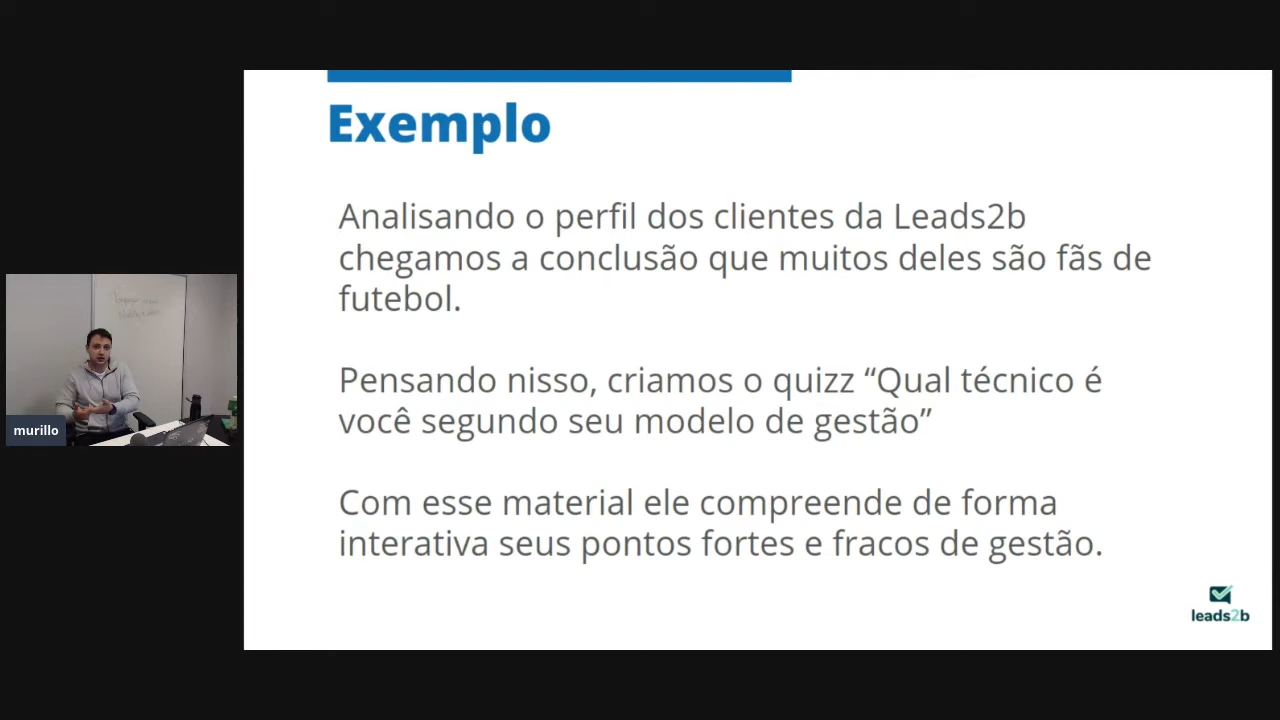 Exemplo
Analisando o perfil dos clientes da Leads2b
chegamos a conclusão que muitos deles são fãs de
futebol.
Pensando nisso, criamos o quizz “Qual técnico é
você segundo seu modelo de gestão”
Com esse material ele compreende de forma
interativa seus pontos fortes e fracos de gestão.
murillo
leads2b